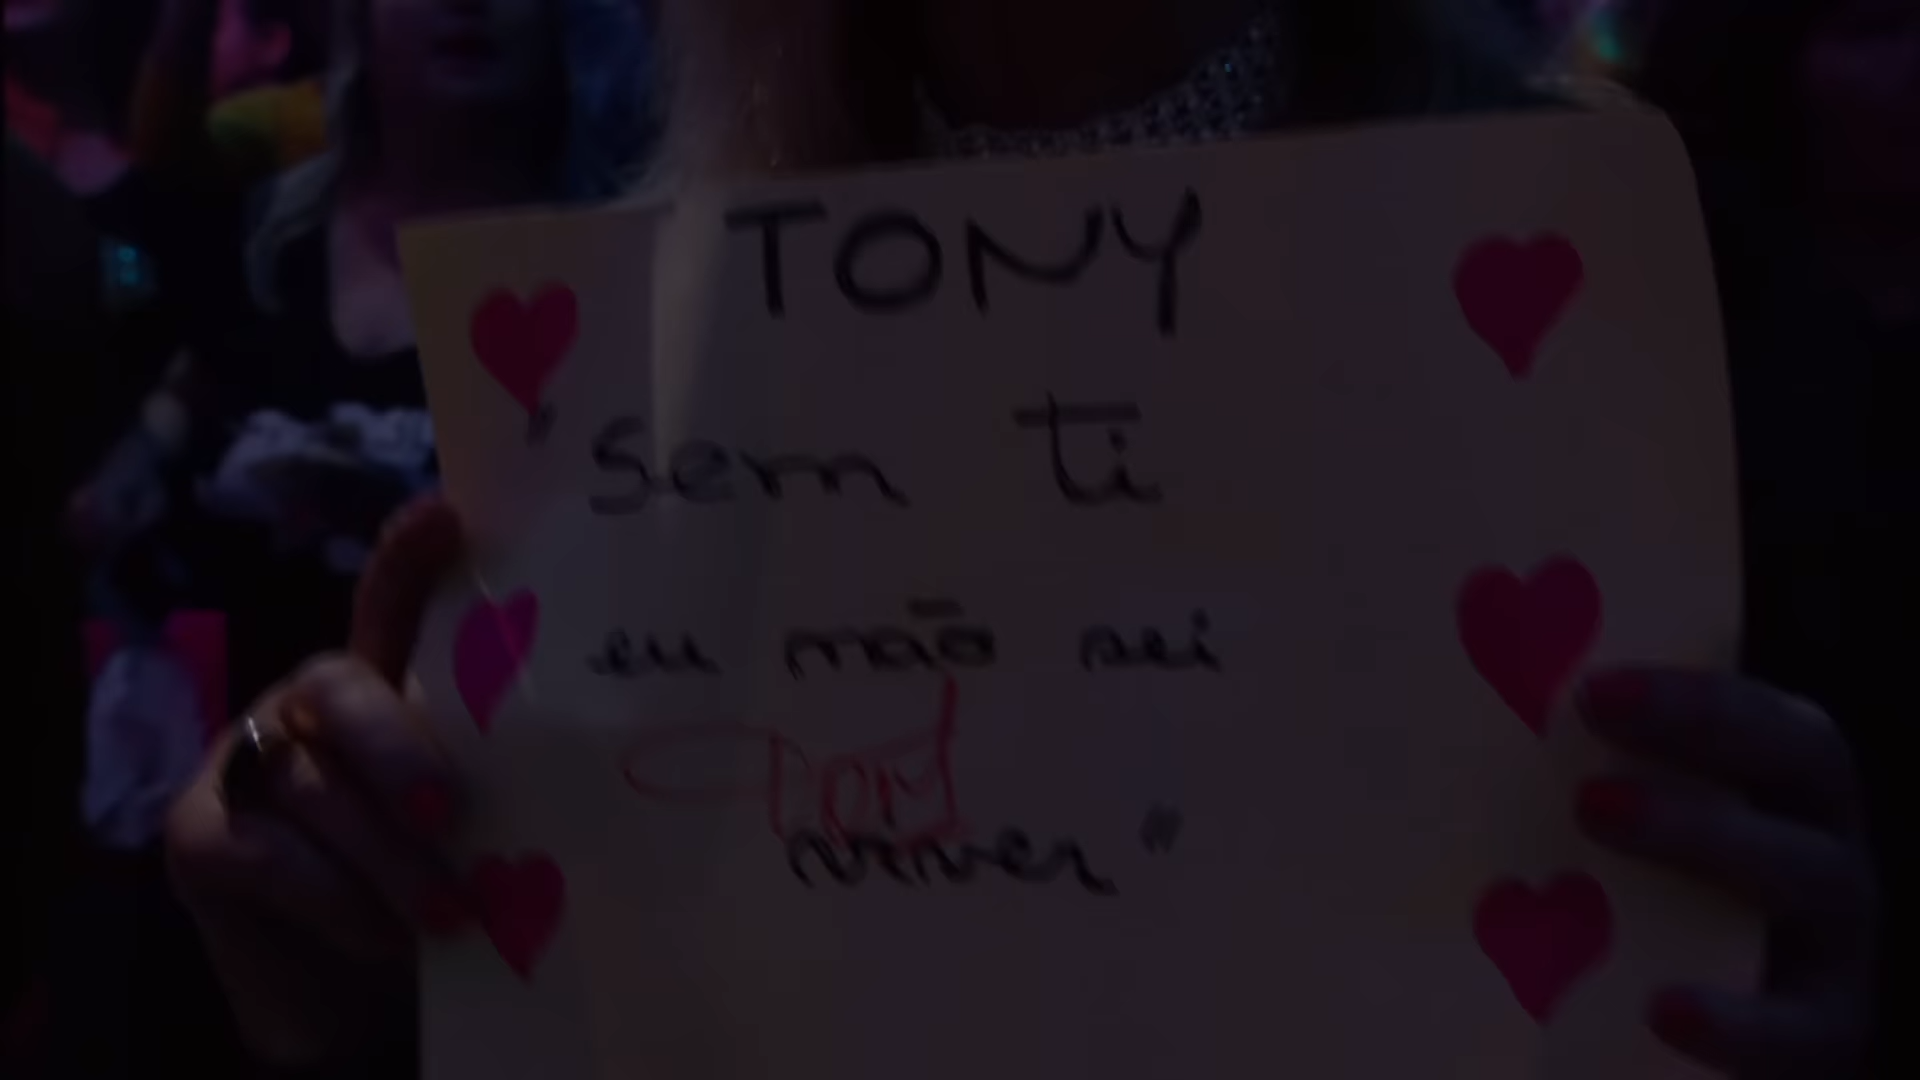 TONY
"Sem ti
eu não sei
viver"